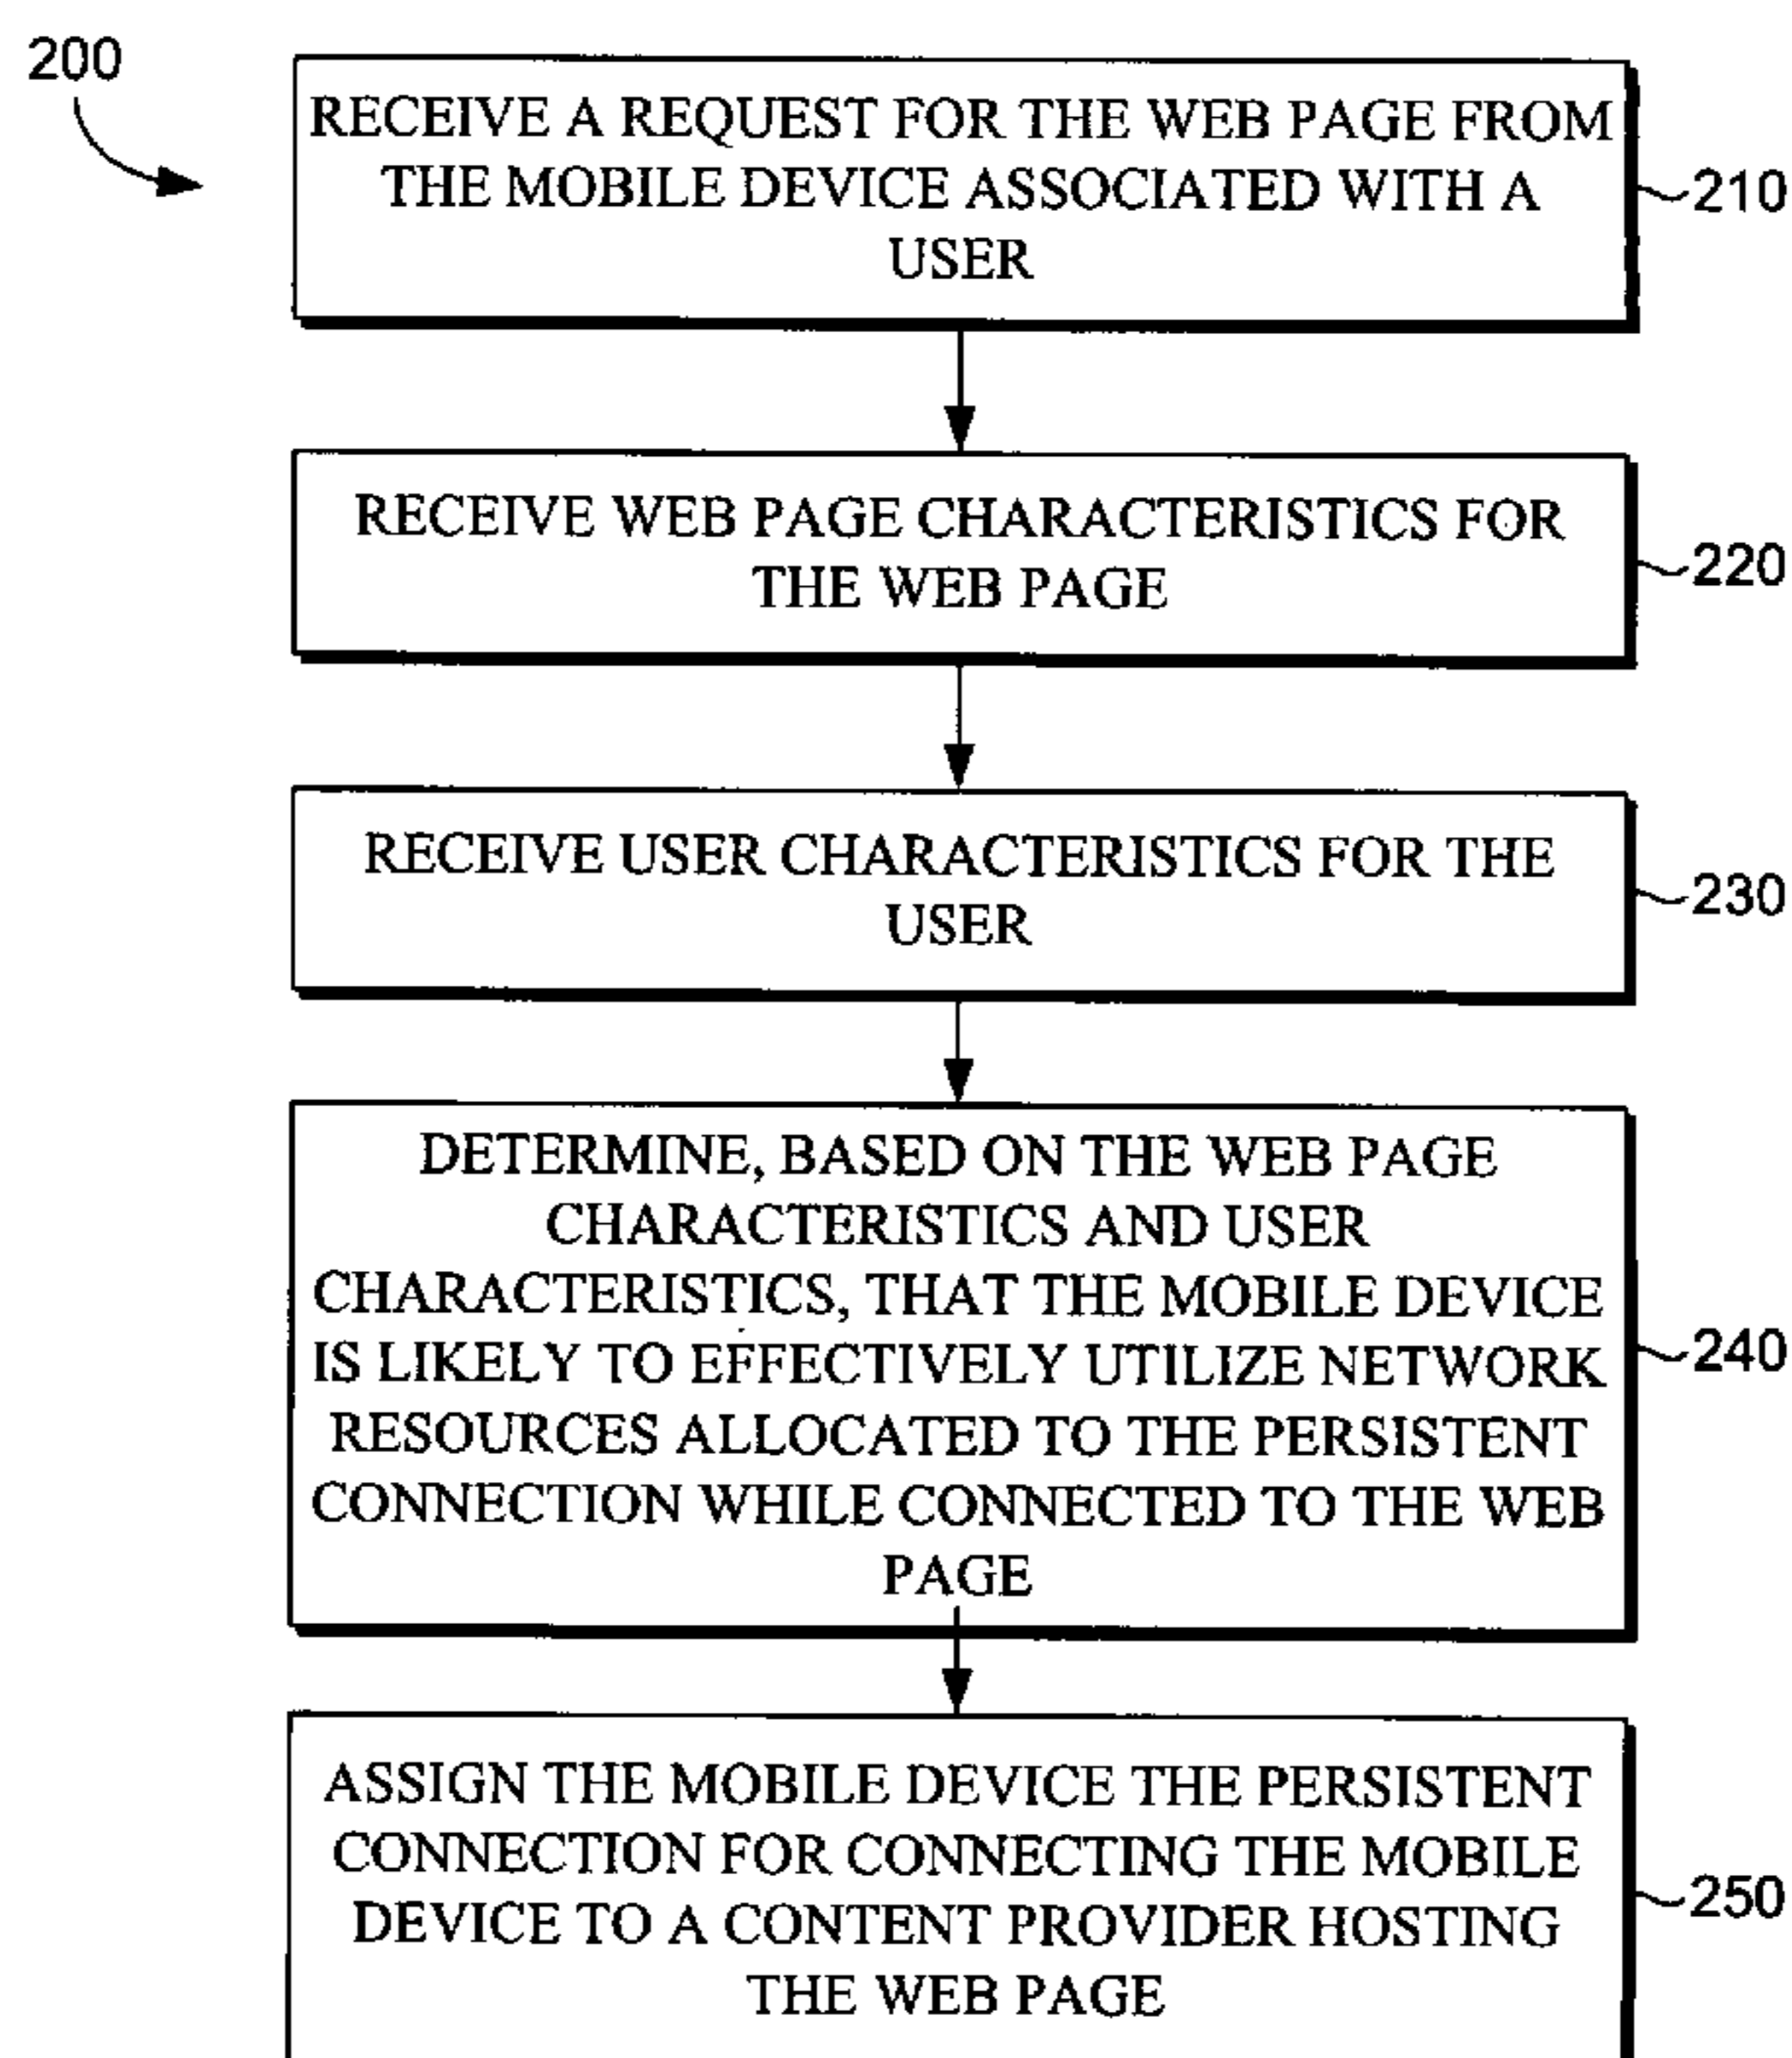 200
RECEIVE A REQUEST FOR THE WEB PAGE FROM
THE MOBILE DEVICE ASSOCIATED WITH A
USER
210
RECEIVE WEB PAGE CHARACTERISTICS FOR
THE WEB PAGE
220
RECEIVE USER CHARACTERISTICS FOR THE
USER
230
DETERMINE, BASED ON THE WEB PAGE
CHARACTERISTICS AND USER
CHARACTERISTICS, THAT THE MOBILE DEVICE
IS LIKELY TO EFFECTIVELY UTILIZE NETWORK
RESOURCES ALLOCATED TO THE PERSISTENT
CONNECTION WHILE CONNECTED TO THE WEB
PAGE
240
ASSIGN THE MOBILE DEVICE THE PERSISTENT
CONNECTION FOR CONNECTING THE MOBILE
DEVICE TO A CONTENT PROVIDER HOSTING
THE WEB PAGE
250